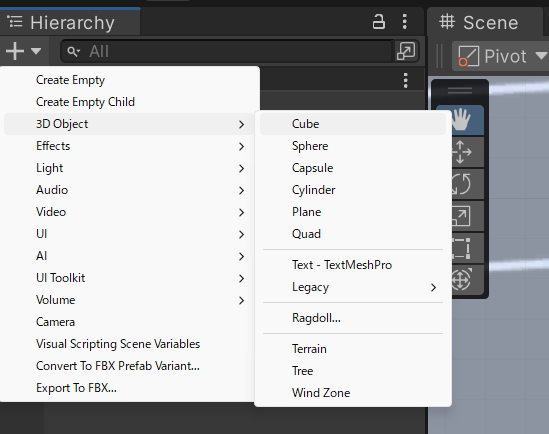 Hierarchy
All
Create Empty
Create Empty Child
3D Object
Effects
Light
Audio
Video
UI
AI
UI Toolkit
Volume
Camera
Visual Scripting Scene Variables
Convert To FBX Prefab Variant...
Export To FBX...
Cube
Sphere
Capsule
Cylinder
Plane
Quad
Text - TextMeshPro
Legacy
Ragdoll...
Terrain
Tree
Wind Zone
Scene
Pivot